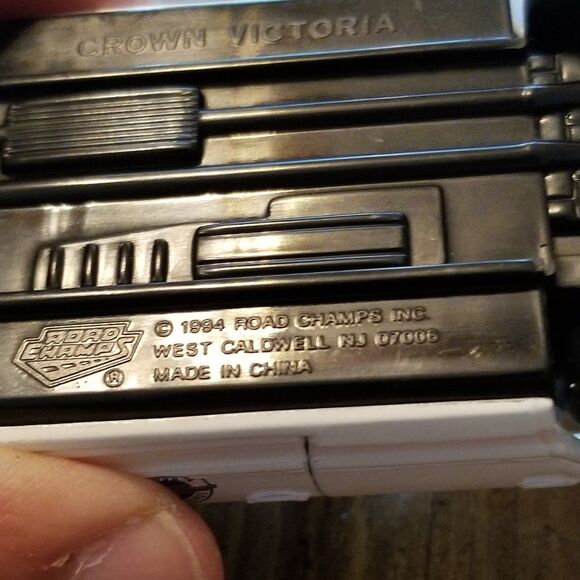 CROWN VICTORIA
ROAD CHAMPS
®
© 1994 ROAD CHAMPS INC.
WEST CALDWELL NJ 07006
MADE IN CHINA